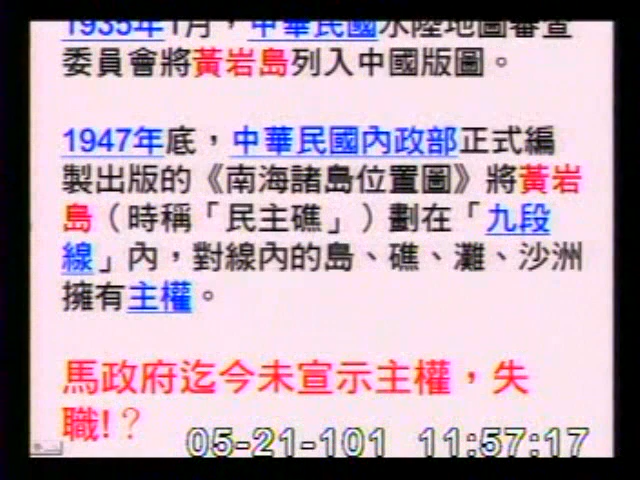 1935年1月，中華民國水陸地圖審查
委員會將黃岩島列入中國版圖。
1947年底，中華民國內政部正式編
製出版的《南海諸島位置圖》將黃岩
島（時稱「民主礁」）劃在「九段
線」內，對線內的島、礁、灘、沙洲
擁有主權。
馬政府迄今未宣示主權，失
職!？
05-21-101 11:57:17